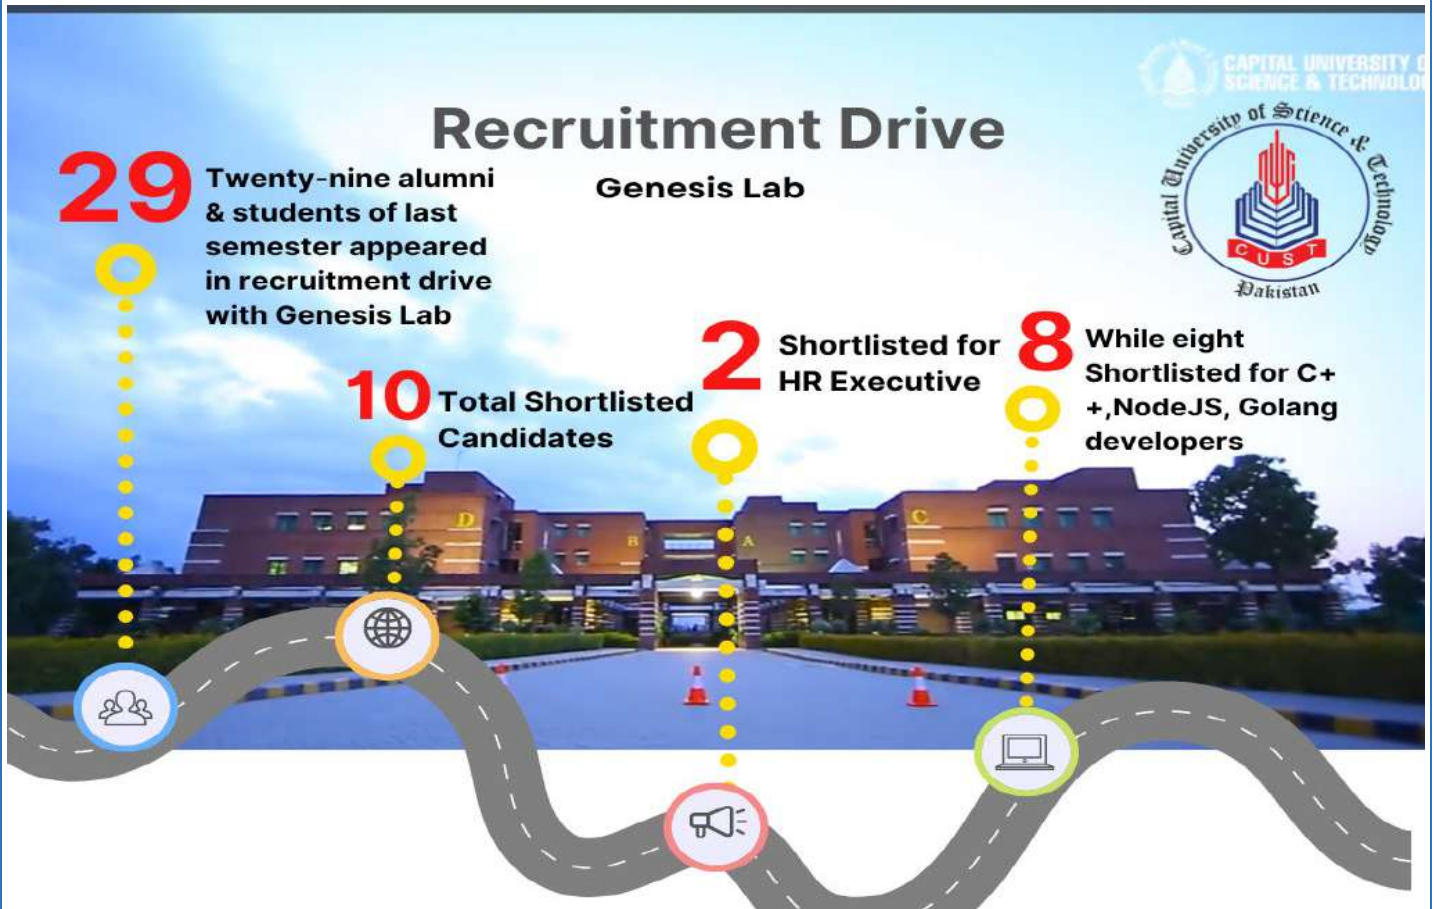 CAPITAL UNIVERSITY O
SCIENCE & TECHNOLO
Recruitment Drive
Genesis Lab
Capital University of Science & Technology
CUST
Pakistan
29
Twenty-nine alumni
& students of last
semester appeared
in recruitment drive
with Genesis Lab
10
Total Shortlisted
Candidates
2
Shortlisted for
HR Executive
8
While eight
Shortlisted for C+
+,NodeJS, Golang
developers
D
B
A
C